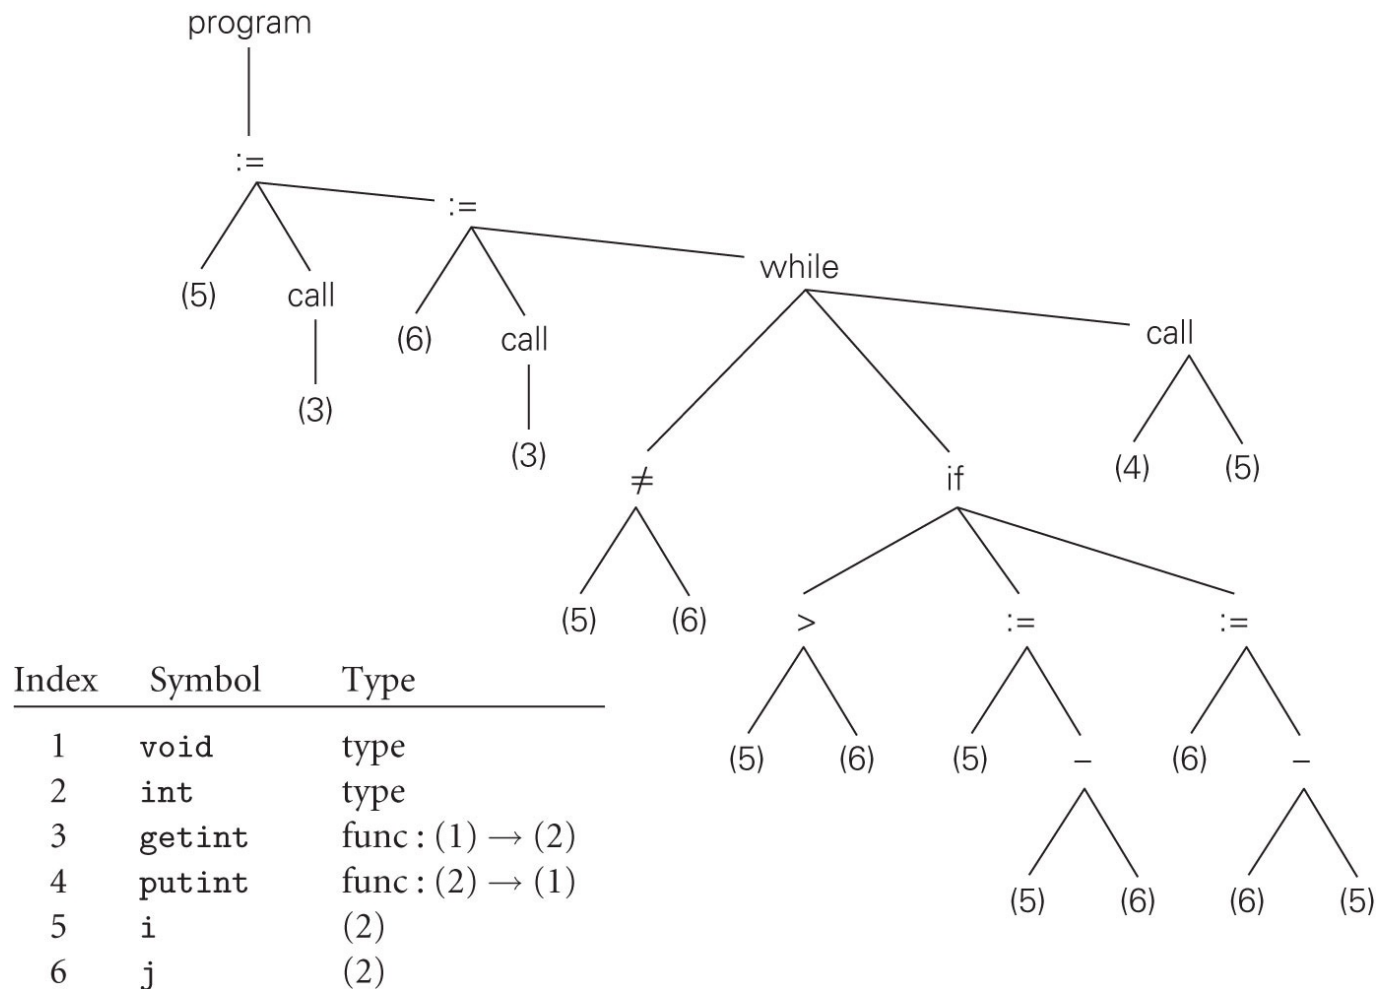 program
:=
:=
while
(5) call
(6) call
call
(3)
(3)
(4) (5)
≠ if
(5) (6) > := :=
(5) (6) (5) – (6) –
(5) (6) (6) (5)
Index Symbol Type
1 void type
2 int type
3 getint func : (1) → (2)
4 putint func : (2) → (1)
5 i (2)
6 j (2)